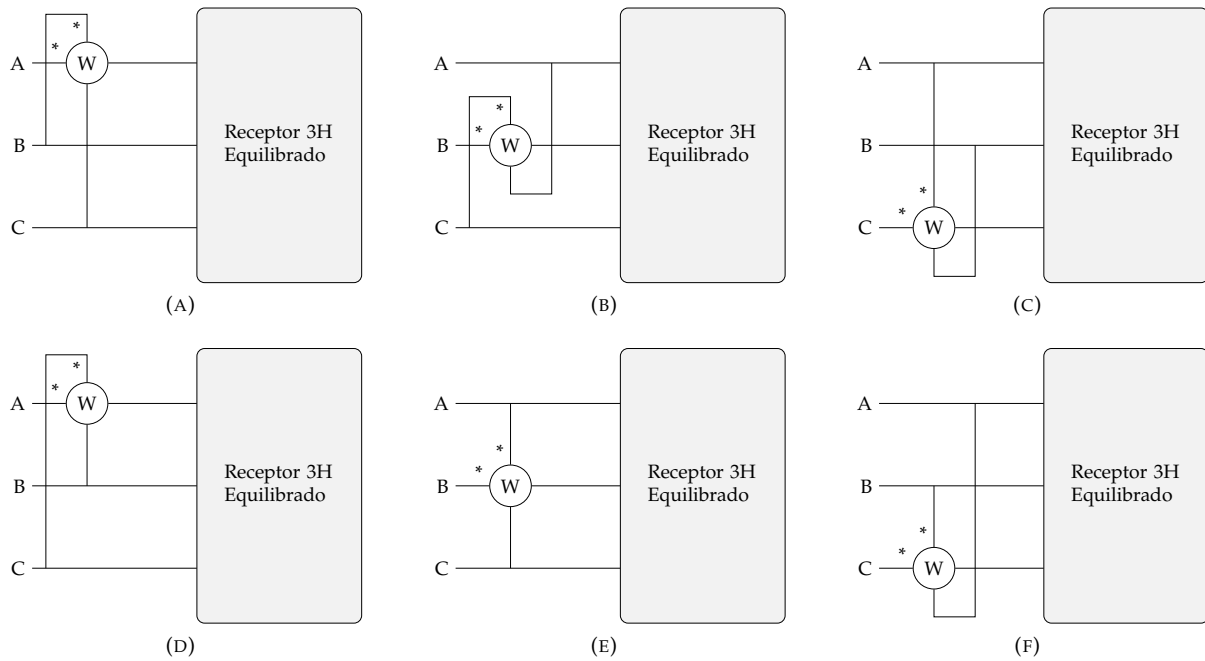 *
*
A
W
B
Receptor 3H
Equilibrado
C
(A)
A
*
*
B
W
Receptor 3H
Equilibrado
C
(B)
A
B
Receptor 3H
Equilibrado
*
*
C
W
(C)
*
*
A
W
B
Receptor 3H
Equilibrado
C
(D)
A
*
*
B
W
Receptor 3H
Equilibrado
C
(E)
A
B
Receptor 3H
Equilibrado
*
*
C
W
(F)